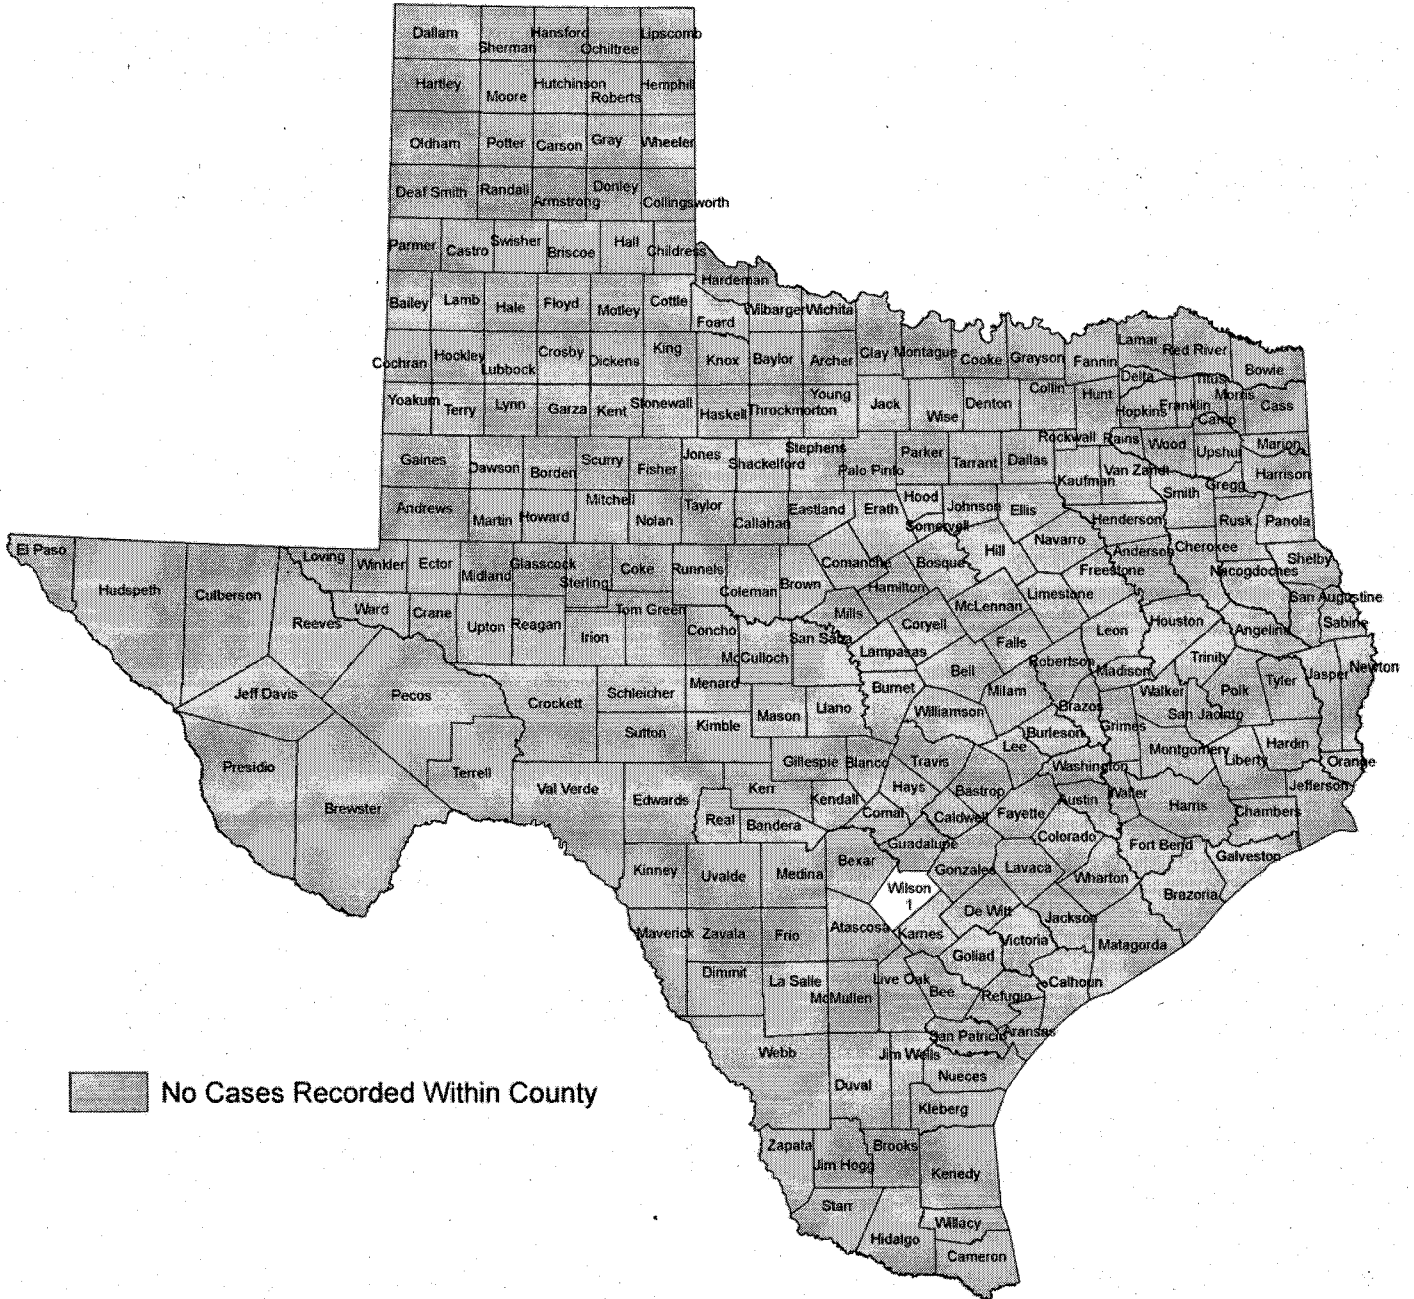 Dallam Sherman Hansford Ochiltree Lipscomb
Hartley Moore Hutchinson Roberts Hemphill
Oldham Potter Carson Gray Wheeler
Deaf Smith Randall Armstrong Donley Collingsworth
Parmer Castro Swisher Briscoe Hall Childress
Hardeman
Bailey Lamb Hale Floyd Motley Cottle Foard Wilbarger Wichita
Cochran Hockley Lubbock Crosby Dickens King Knox Baylor Archer Clay Montague Cooke Grayson Fannin Lamar Red River Bowie
Delta Titus Morris
Yoakum Terry Lynn Garza Kent Stonewall Haskell Throckmorton Young Jack Wise Denton Collin Hunt Hopkins Franklin Camp Cass
Gaines Dawson Borden Scurry Fisher Jones Shackelford Stephens Palo Pinto Parker Tarrant Dallas Rockwall Rains Wood Upshur Marion
Kaufman Van Zandt Smith Gregg Harrison
Andrews Martin Howard Mitchell Nolan Taylor Callahan Eastland Erath Hood Johnson Ellis Henderson Rusk Panola
Somervell
El Paso Hudspeth Culberson Loving Winkler Ector Midland Glasscock Sterling Coke Runnels Coleman Brown Comanche Bosque Hill Navarro Freestone Anderson Cherokee Nacogdoches Shelby
Reeves Ward Crane Upton Reagan Irion Tom Green Concho McCulloch San Saba Mills Hamilton Coryell McLennan Limestone Falls Leon Houston Angelina San Augustine Sabine
Lampasas Bell Robertson Madison Trinity
Jeff Davis Pecos Crockett Schleicher Menard Mason Llano Burnet Williamson Milam Brazos Grimes Walker San Jacinto Polk Tyler Jasper Newton
Sutton Kimble Lee Burleson
Presidio Brewster Terrell Val Verde Edwards Kerr Gillespie Blanco Travis Washington Montgomery Liberty Hardin Orange
Real Bandera Kendall Hays Comal Caldwell Bastrop Fayette Austin Waller Harris Chambers Jefferson
Kinney Uvalde Medina Bexar Guadalupe Gonzales Lavaca Colorado Wharton Fort Bend Brazoria Galveston
Wilson
1
Maverick Zavala Frio Atascosa Karnes De Witt Victoria Jackson Matagorda
Goliad
Dimmit La Salle McMullen Live Oak Bee Refugio Calhoun
San Patricio Aransas
Webb Duval Jim Wells Nueces
Kleberg
No Cases Recorded Within County
Zapata Jim Hogg Brooks Kenedy
Starr Hidalgo Willacy
Cameron